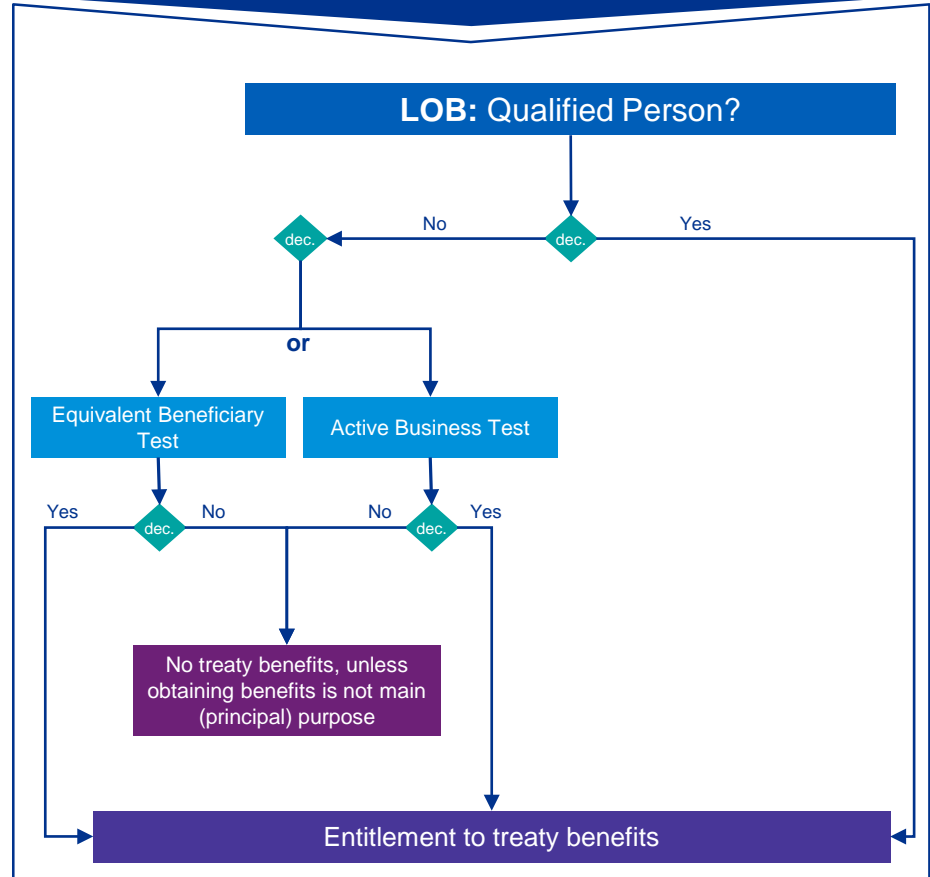 LOB: Qualified Person?
No
Yes
dec.
dec.
or
Equivalent Beneficiary
Test
Active Business Test
Yes
No
No
Yes
dec.
dec.
No treaty benefits, unless
obtaining benefits is not main
(principal) purpose
Entitlement to treaty benefits